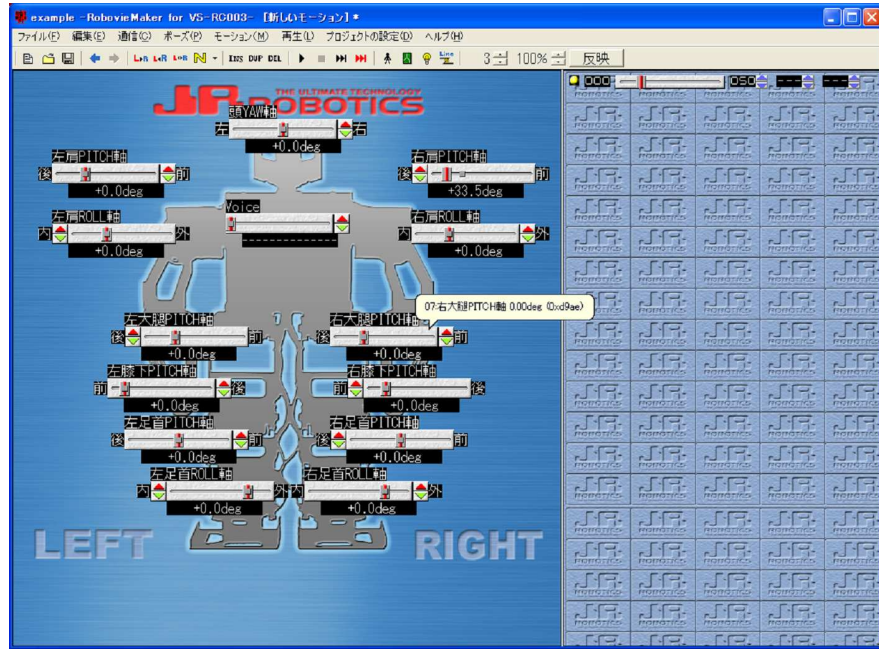 example -RobovieMaker for VS-RC003- 【新しいモーション】*
ファイル(F) 編集(E) 通信(C) ポーズ(P) モーション(M) 再生(L) プロジェクトの設定(O) ヘルプ(H)
L▸R L◂R L↔R N INS DUP DEL Line 3 100% 反映
THE ULTIMATE TECHNOLOGY
JR ROBOTICS
000 050 --- ---
頭YAW軸
左 右
+0.0deg
左肩PITCH軸 右肩PITCH軸
後 前 後 前
+0.0deg +33.5deg
左肩ROLL軸 Voice 右肩ROLL軸
内 外 内 外
+0.0deg ------------- +0.0deg
07:右大腿PITCH軸 0.00deg (0xd9ae)
左大腿PITCH軸 右大腿PITCH軸
後 前 後 前
+0.0deg +0.0deg
左膝下PITCH軸 右膝下PITCH軸
前 後 前 後
+0.0deg +0.0deg
左足首PITCH軸 右足首PITCH軸
後 前 後 前
+0.0deg +0.0deg
左足首ROLL軸 右足首ROLL軸
内 外 内 外
+0.0deg +0.0deg
LEFT RIGHT